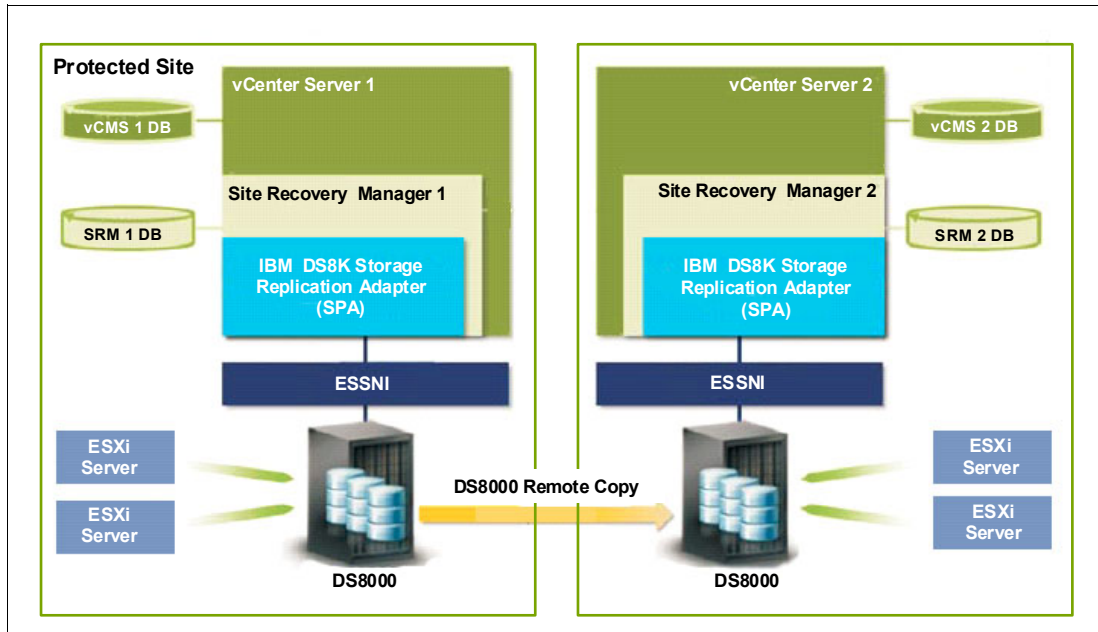 Protected Site
vCenter Server 1
vCMS 1 DB
Site Recovery Manager 1
SRM 1 DB
IBM DS8K Storage
Replication Adapter
(SPA)
ESSNI
ESXi
Server
ESXi
Server
DS8000
DS8000 Remote Copy
vCenter Server 2
vCMS 2 DB
Site Recovery Manager 2
SRM 2 DB
IBM DS8K Storage
Replication Adapter
(SPA)
ESSNI
ESXi
Server
ESXi
Server
DS8000